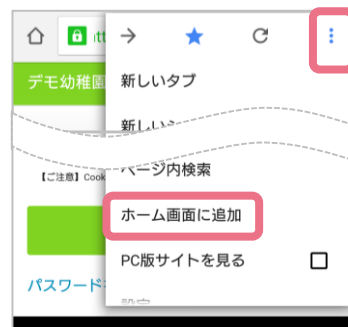 デモ幼稚園
新しいタブ
ページ内検索
【ご注意】Cook
ホーム画面に追加
PC版サイトを見る
パスワード
設定